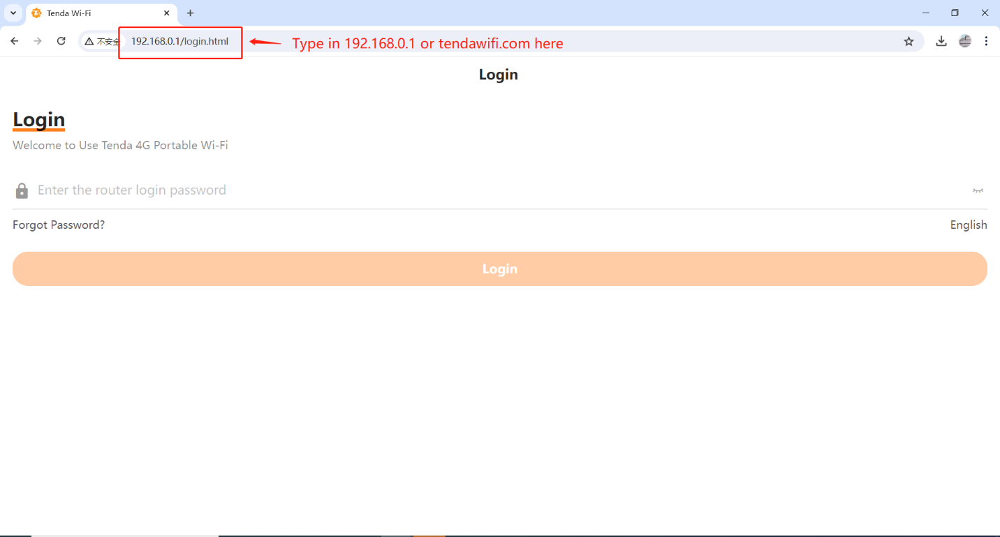 Tenda Wi-Fi
不安全
192.168.0.1/login.html
Type in 192.168.0.1 or tendawifi.com here
Login
Login
Welcome to Use Tenda 4G Portable Wi-Fi
Enter the router login password
Forgot Password?
English
Login